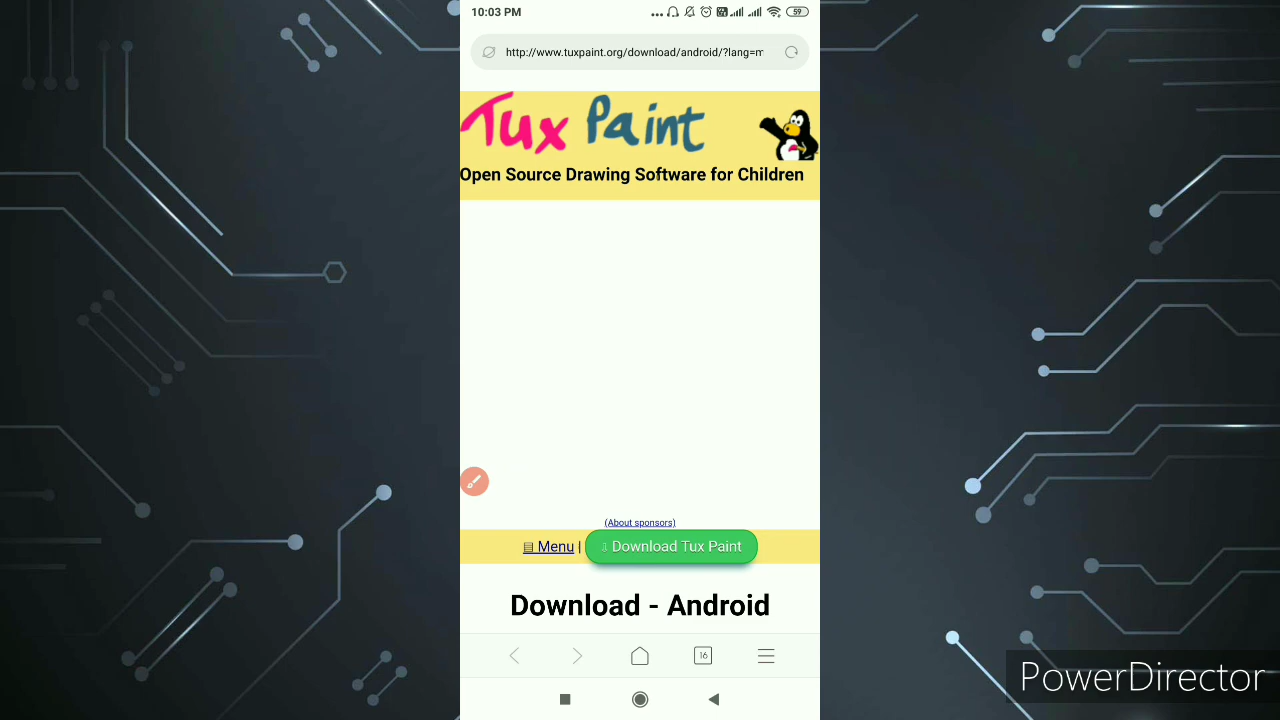 10:03 PM
59
http://www.tuxpaint.org/download/android/?lang=m
Tux Paint
Open Source Drawing Software for Children
(About sponsors)
Menu | Download Tux Paint
Download - Android
16
PowerDirector